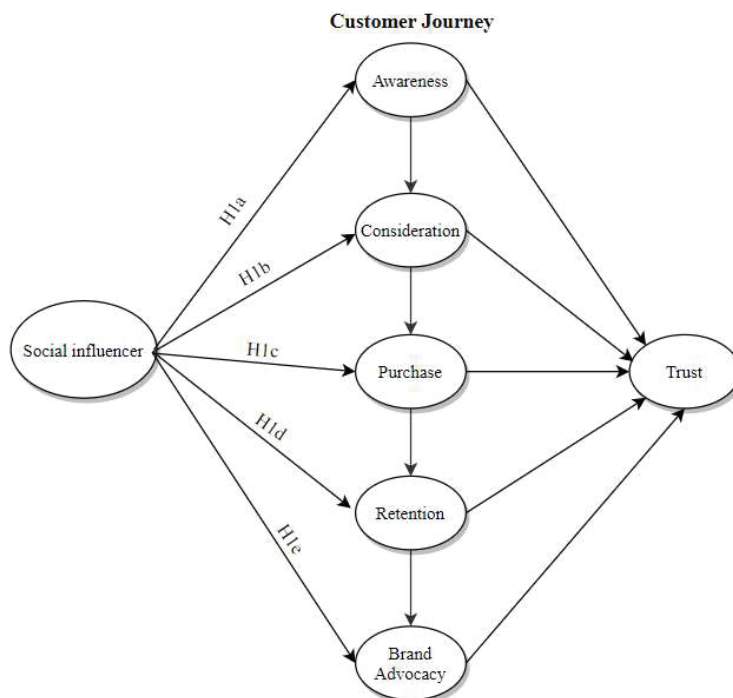 Customer Journey
Awareness
H1a
Consideration
H1b
Social influencer
H1c
Purchase
Trust
H1d
Retention
H1e
Brand
Advocacy